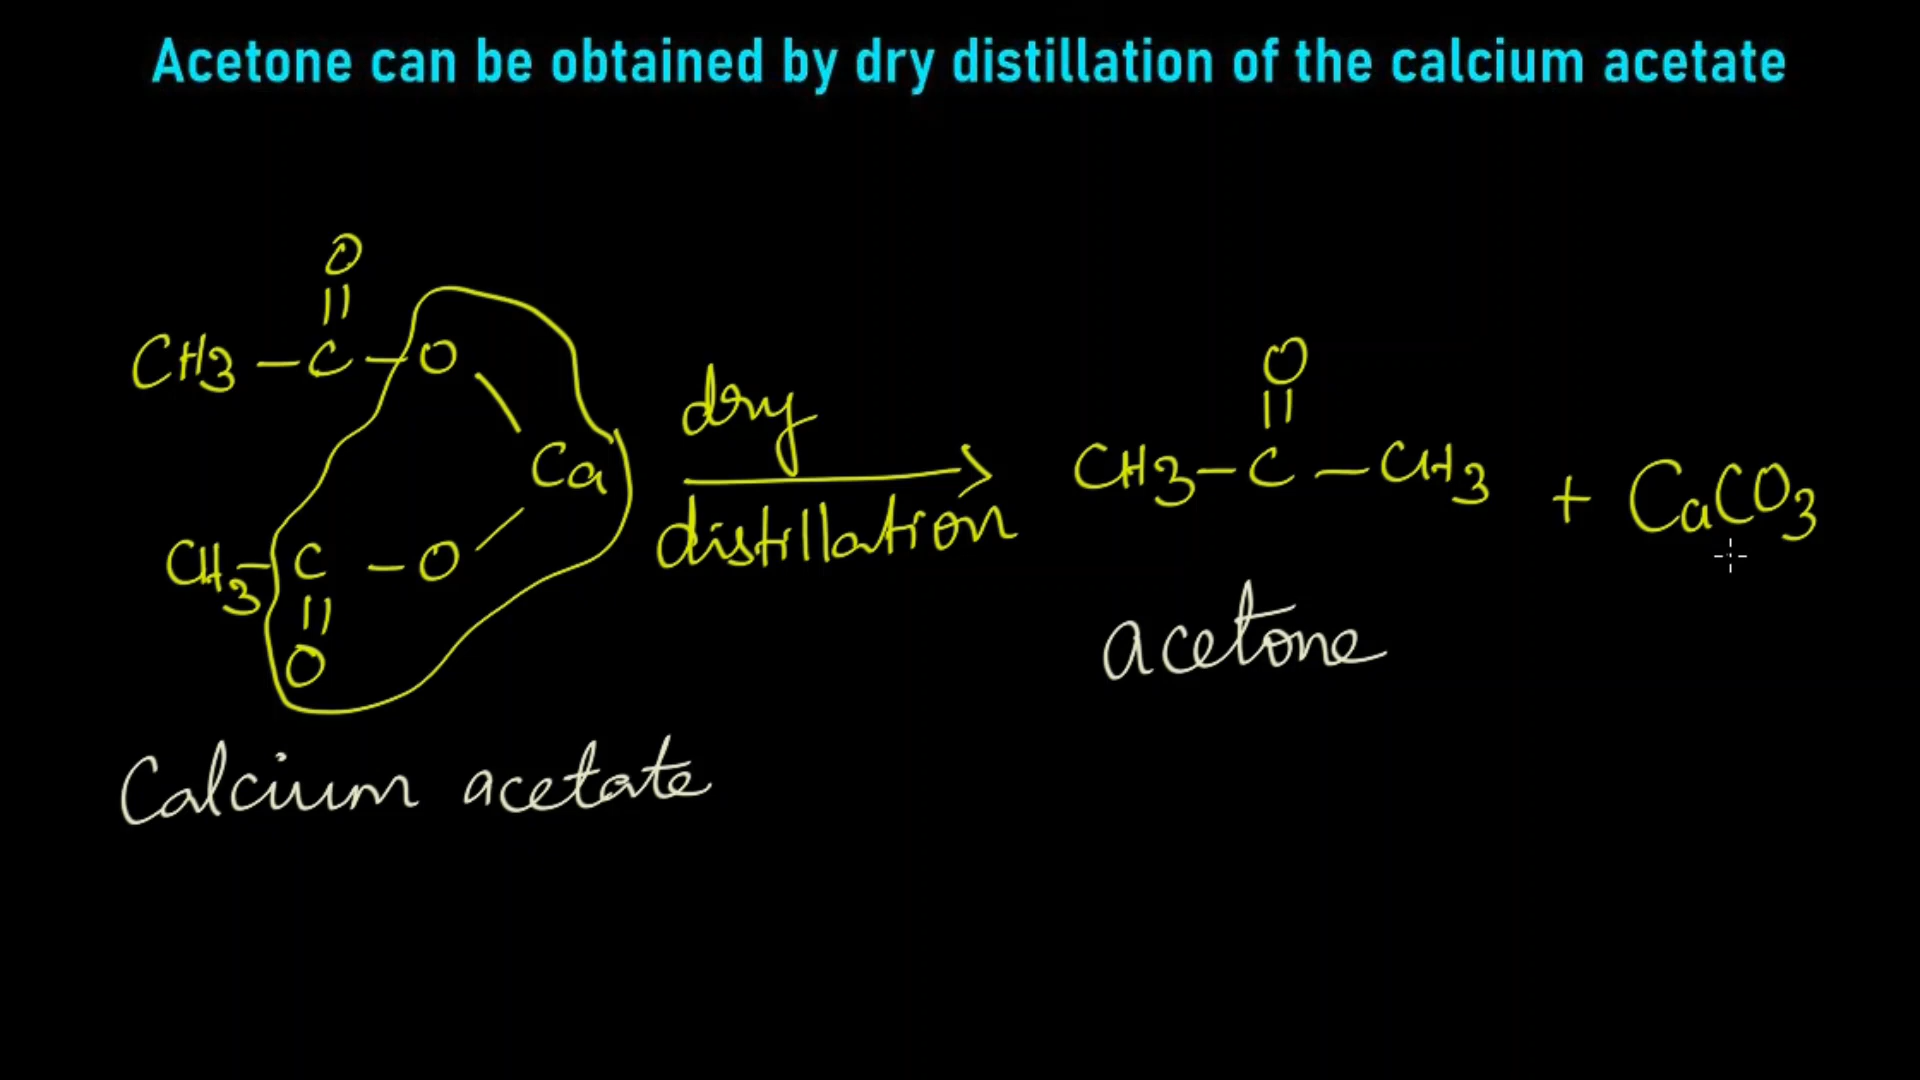 Acetone can be obtained by dry distillation of the calcium acetate
O
||
CH3 - C - O
Ca
CH3 - C - O
||
O
dry
distillation
O
||
CH3 - C - CH3 + CaCO3
acetone
Calcium acetate